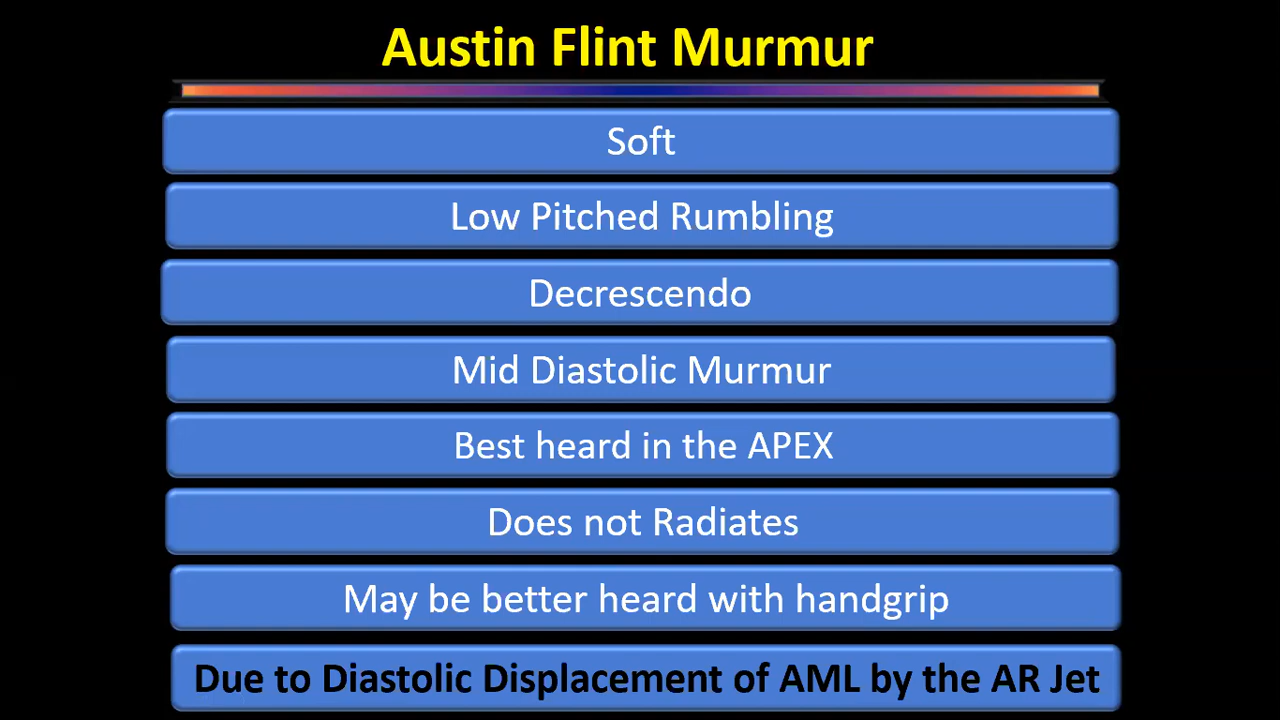 Austin Flint Murmur
Soft
Low Pitched Rumbling
Decrescendo
Mid Diastolic Murmur
Best heard in the APEX
Does not Radiates
May be better heard with handgrip
Due to Diastolic Displacement of AML by the AR Jet